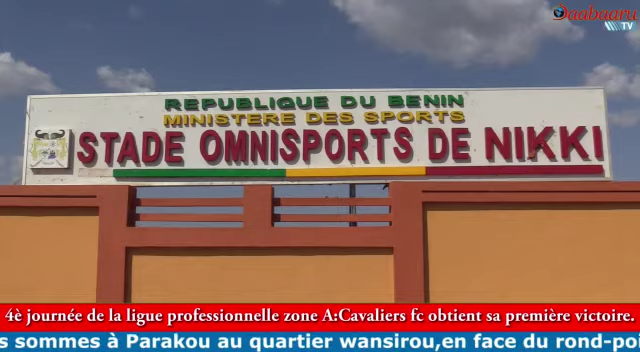 Daabaaru
TV
REPUBLIQUE DU BENIN
MINISTERE DES SPORTS
STADE OMNISPORTS DE NIKKI
4è journée de la ligue professionnelle zone A:Cavaliers fc obtient sa première victoire.
s sommes à Parakou au quartier wansirou,en face du rond-po